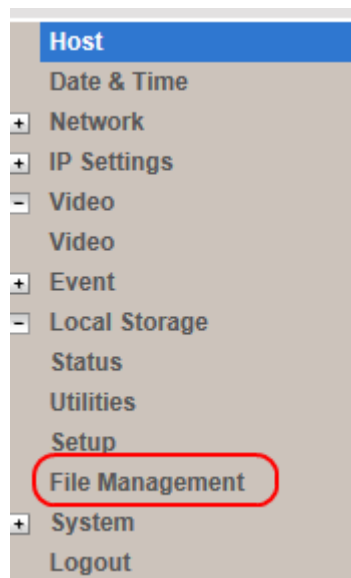 Host
Date & Time
Network
IP Settings
Video
Video
Event
Local Storage
Status
Utilities
Setup
File Management
System
Logout